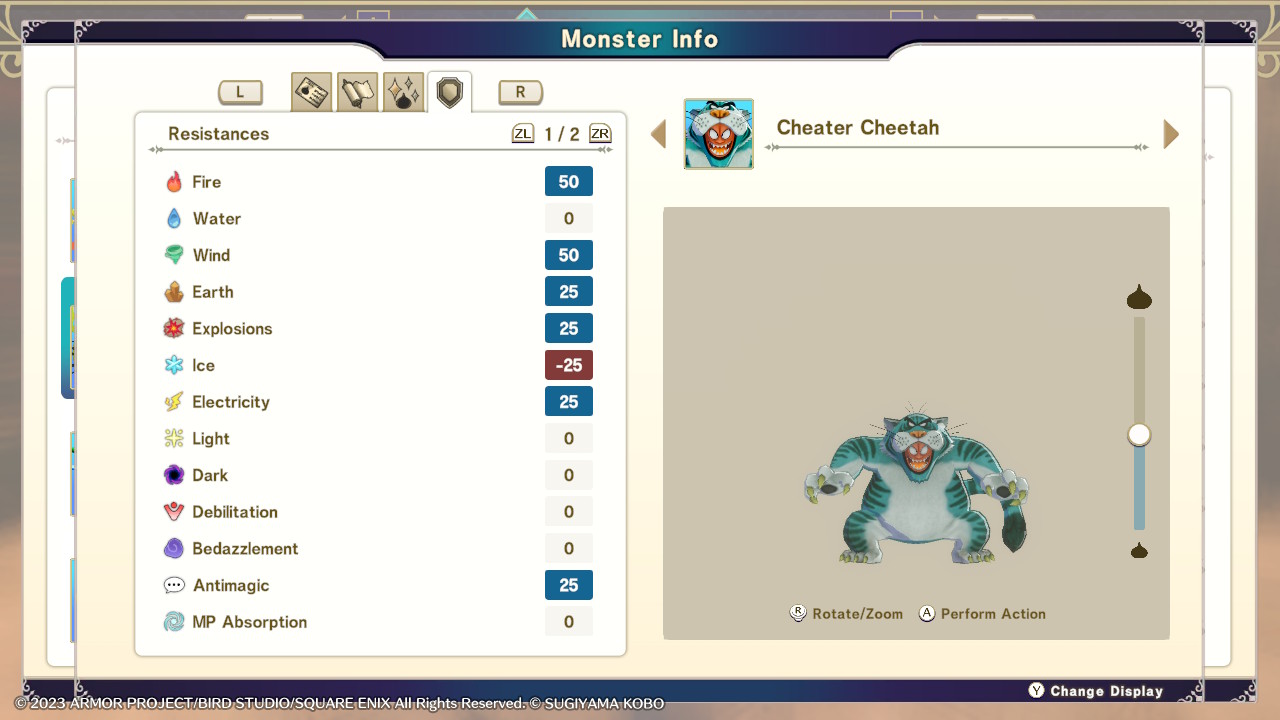 Monster Info
L
R
Resistances
ZL 1 / 2 ZR
Cheater Cheetah
Fire 50
Water 0
Wind 50
Earth 25
Explosions 25
Ice -25
Electricity 25
Light 0
Dark 0
Debilitation 0
Bedazzlement 0
Antimagic 25
MP Absorption 0
R Rotate/Zoom A Perform Action
Y Change Display
© 2023 ARMOR PROJECT/BIRD STUDIO/SQUARE ENIX All Rights Reserved. © SUGIYAMA KOBO